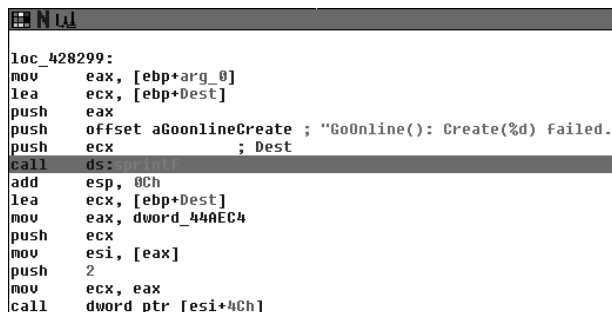 loc_428299:
mov eax, [ebp+arg_0]
lea ecx, [ebp+Dest]
push eax
push offset aGoonlineCreate ; "GoOnline(): Create(%d) failed.
push ecx ; Dest
call ds:sprintf
add esp, 0Ch
lea ecx, [ebp+Dest]
mov eax, dword_44AEC4
push ecx
mov esi, [eax]
push 2
mov ecx, eax
call dword ptr [esi+4Ch]